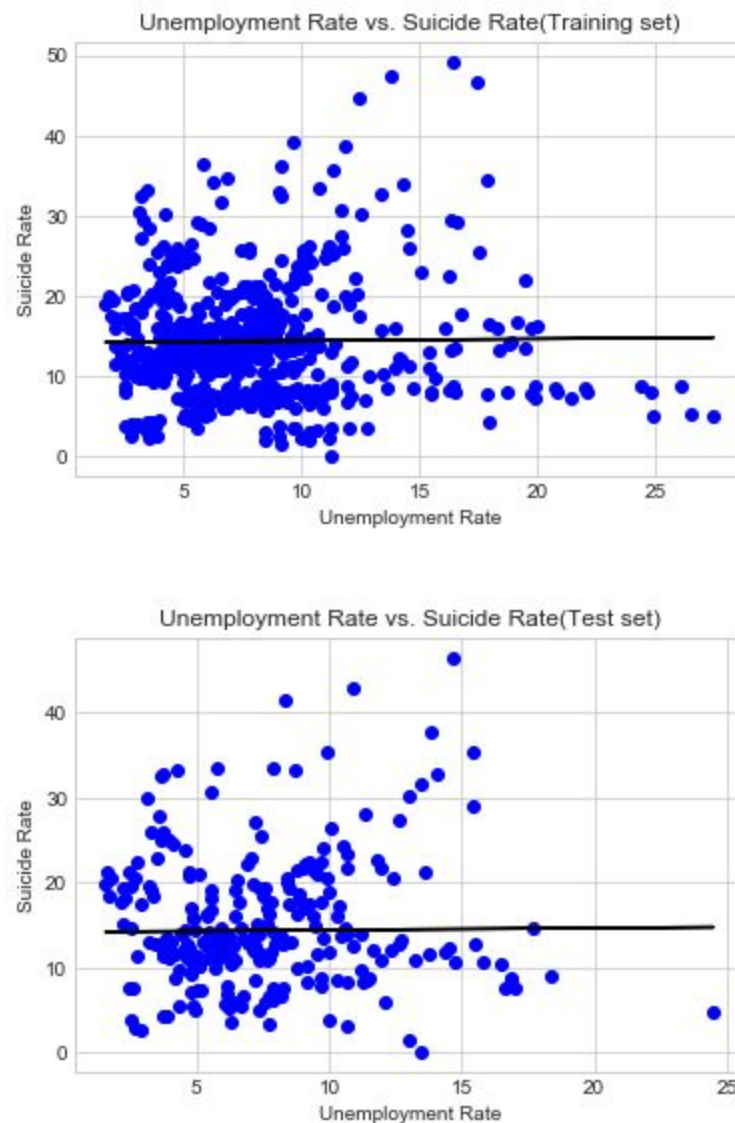 Unemployment Rate vs. Suicide Rate(Training set)
50
40
30
20
10
0
Suicide Rate
5 10 15 20 25
Unemployment Rate
Unemployment Rate vs. Suicide Rate(Test set)
40
30
20
10
0
Suicide Rate
5 10 15 20 25
Unemployment Rate